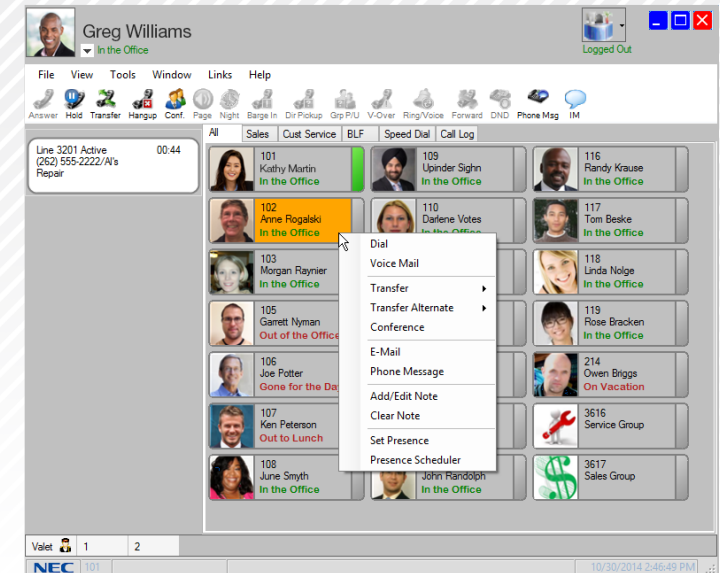 Greg Williams
In the Office
Logged Out
File View Tools Window Links Help
Answer Hold Transfer Hangup Conf. Page Night Barge In Dir Pickup Grp P/U V-Over Ring/Voice Forward DND Phone Msg IM
All Sales Cust Service BLF Speed Dial Call Log
Line 3201 Active 00:44
(262) 555-2222/Al's
Repair
101
Kathy Martin
In the Office
109
Upinder Sighn
In the Office
116
Randy Krause
In the Office
102
Anne Rogalski
In the Office
110
Darlene Votes
In the Office
117
Tom Beske
In the Office
103
Morgan Raynier
In the Office
118
Linda Nolge
In the Office
105
Garrett Nyman
Out of the Office
119
Rose Bracken
In the Office
106
Joe Potter
Gone for the Da
214
Owen Briggs
On Vacation
107
Ken Peterson
Out to Lunch
3616
Service Group
108
June Smyth
In the Office
John Randolph
In the Office
3617
Sales Group
Dial
Voice Mail
Transfer
Transfer Alternate
Conference
E-Mail
Phone Message
Add/Edit Note
Clear Note
Set Presence
Presence Scheduler
Valet 1 2
NEC 101 10/30/2014 2:46:49 PM